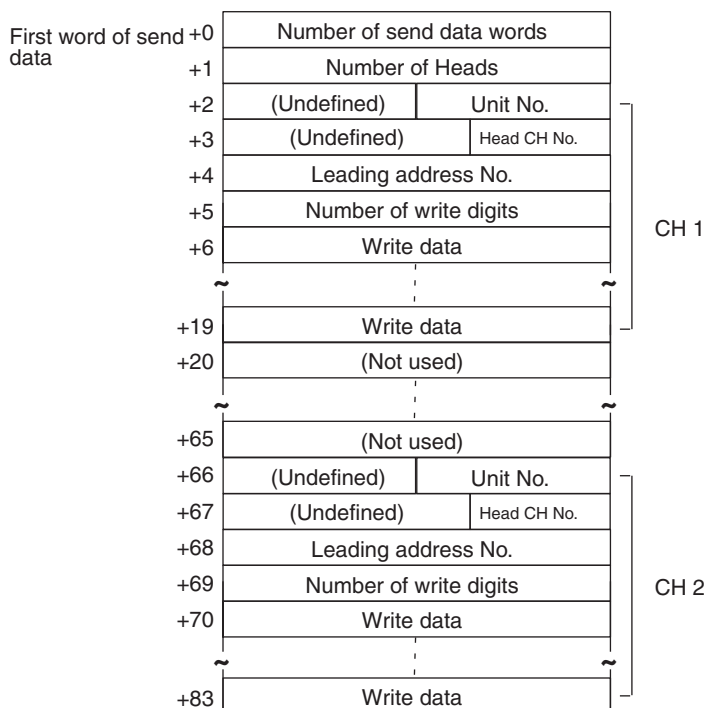 First word of send
data
+0 Number of send data words
+1 Number of Heads
+2 (Undefined) Unit No.
+3 (Undefined) Head CH No.
+4 Leading address No.
+5 Number of write digits
+6 Write data
CH 1
~ ~
+19 Write data
+20 (Not used)
~ ~
+65 (Not used)
+66 (Undefined) Unit No.
+67 (Undefined) Head CH No.
+68 Leading address No.
+69 Number of write digits
CH 2
+70 Write data
~ ~
+83 Write data